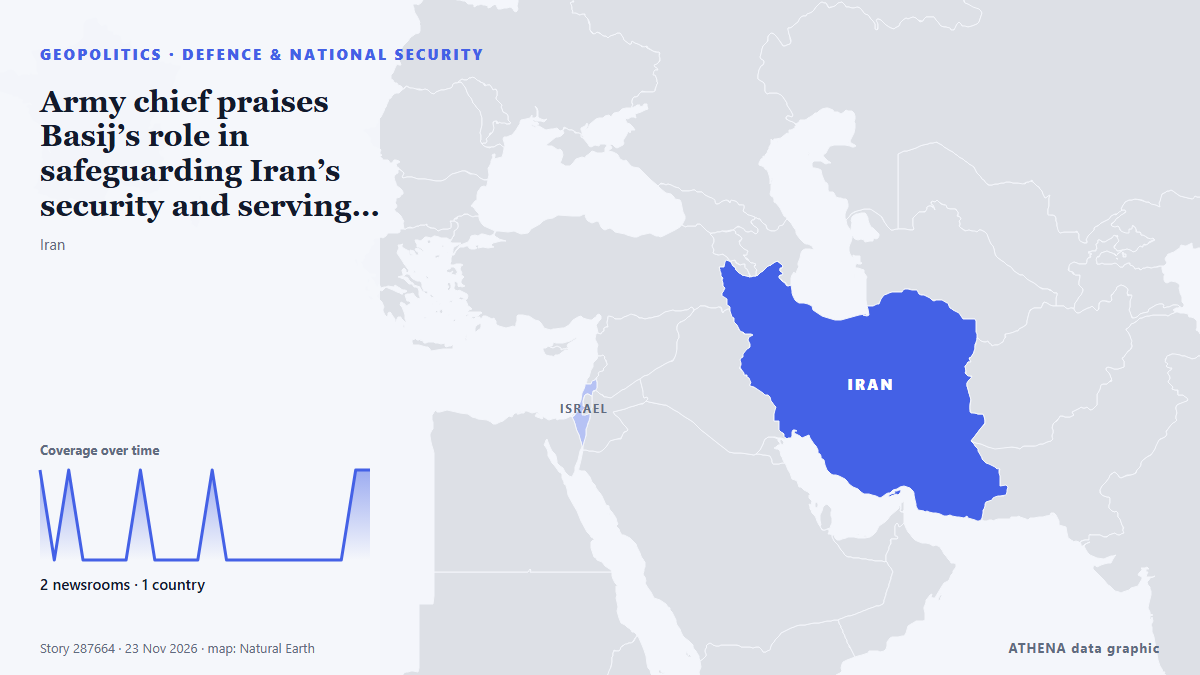 GEOPOLITICS · DEFENCE & NATIONAL SECURITY
Army chief praises
Basij’s role in
safeguarding Iran’s
security and serving…
Iran
IRAN
ISRAEL
Coverage over time
2 newsrooms · 1 country
Story 287664 · 23 Nov 2026 · map: Natural Earth
ATHENA data graphic